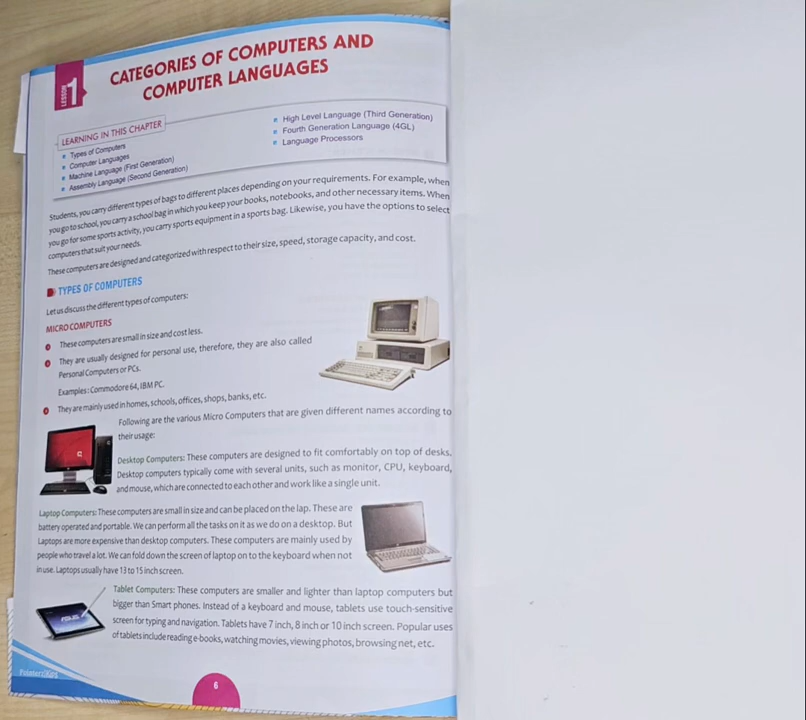 LESSON
1
CATEGORIES OF COMPUTERS AND
COMPUTER LANGUAGES
LEARNING IN THIS CHAPTER
Types of Computers
Computer Languages
Machine Language (First Generation)
Assembly Language (Second Generation)
High Level Language (Third Generation)
Fourth Generation Language (4GL)
Language Processors
Students, you carry different types of bags to different places depending on your requirements. For example, when
you go to school, you carry a school bag in which you keep your books, notebooks, and other necessary items. When
you go for some sports activity, you carry sports equipment in a sports bag. Likewise, you have the options to select
computers that suit your needs.
These computers are designed and categorized with respect to their size, speed, storage capacity, and cost.
TYPES OF COMPUTERS
Let us discuss the different types of computers:
MICRO COMPUTERS
These computers are small in size and cost less.
They are usually designed for personal use, therefore, they are also called
Personal Computers or PCs.
Examples: Commodore 64, IBM PC.
They are mainly used in homes, schools, offices, shops, banks, etc.
Following are the various Micro Computers that are given different names according to
their usage:
Desktop Computers: These computers are designed to fit comfortably on top of desks.
Desktop computers typically come with several units, such as monitor, CPU, keyboard,
and mouse, which are connected to each other and work like a single unit.
Laptop Computers: These computers are small in size and can be placed on the lap. These are
battery operated and portable. We can perform all the tasks on it as we do on a desktop. But
Laptops are more expensive than desktop computers. These computers are mainly used by
people who travel a lot. We can fold down the screen of laptop on to the keyboard when not
in use. Laptops usually have 13 to 15 inch screen.
Tablet Computers: These computers are smaller and lighter than laptop computers but
bigger than Smart phones. Instead of a keyboard and mouse, tablets use touch-sensitive
screen for typing and navigation. Tablets have 7 inch, 8 inch or 10 inch screen. Popular uses
of tablets include reading e-books, watching movies, viewing photos, browsing net, etc.
ASUS
6